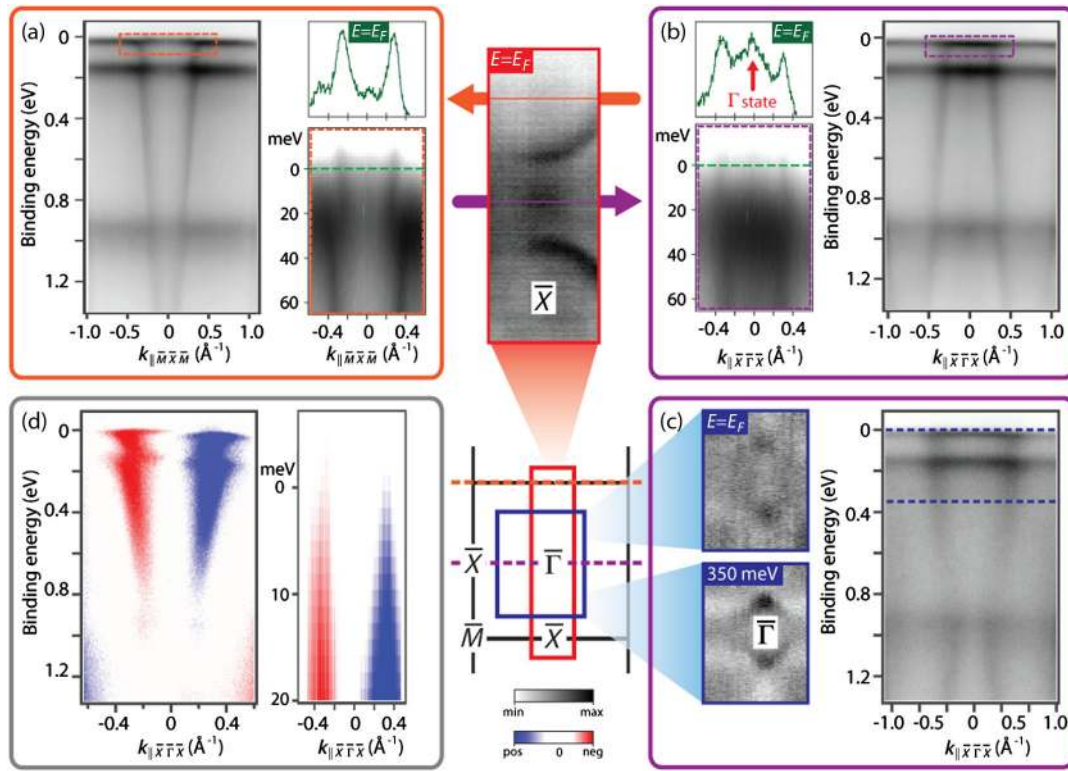 (a)
E=E_F
0
0.4
0.8
1.2
Binding energy (eV)
-1.0 -0.5 0 0.5 1.0
k∥M̄X̄M̄ (Å⁻¹)
meV
0
20
40
60
-0.4 0 0.4
k∥M̄X̄M̄ (Å⁻¹)
E=E_F
X̄
(b)
E=E_F
Γ state
meV
0
20
40
60
-0.4 0 0.4
k∥X̄Γ̄X̄ (Å⁻¹)
0
0.4
0.8
1.2
Binding energy (eV)
-1.0 -0.5 0 0.5 1.0
k∥X̄Γ̄X̄ (Å⁻¹)
(d)
0
0.4
0.8
1.2
Binding energy (eV)
-0.4 0 0.4
k∥X̄Γ̄X̄ (Å⁻¹)
meV
0
10
20
-0.4 0 0.4
k∥X̄Γ̄X̄ (Å⁻¹)
X̄ Γ̄
M̄ X̄
min max
pos 0 neg
(c)
E=E_F
350 meV
Γ̄
0
0.4
0.8
1.2
Binding energy (eV)
-1.0 -0.5 0 0.5 1.0
k∥X̄Γ̄X̄ (Å⁻¹)